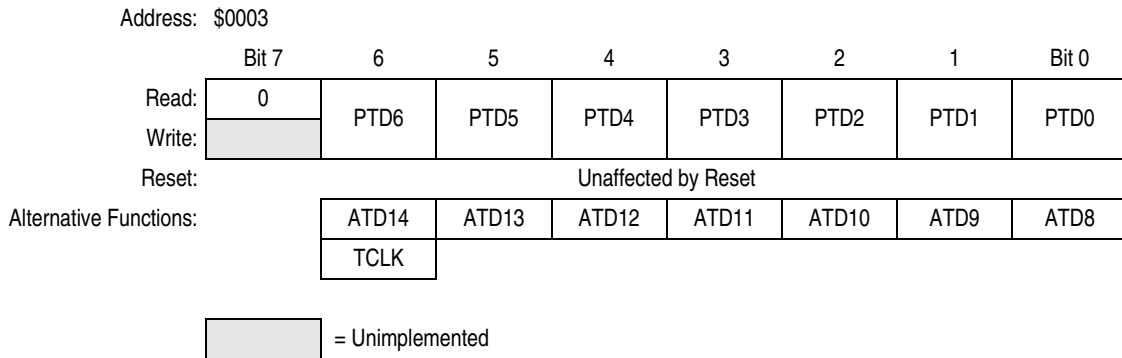 Address: $0003
Bit 7 6 5 4 3 2 1 Bit 0
Read: 0 PTD6 PTD5 PTD4 PTD3 PTD2 PTD1 PTD0
Write:
Reset: Unaffected by Reset
Alternative Functions: ATD14 ATD13 ATD12 ATD11 ATD10 ATD9 ATD8
TCLK
= Unimplemented